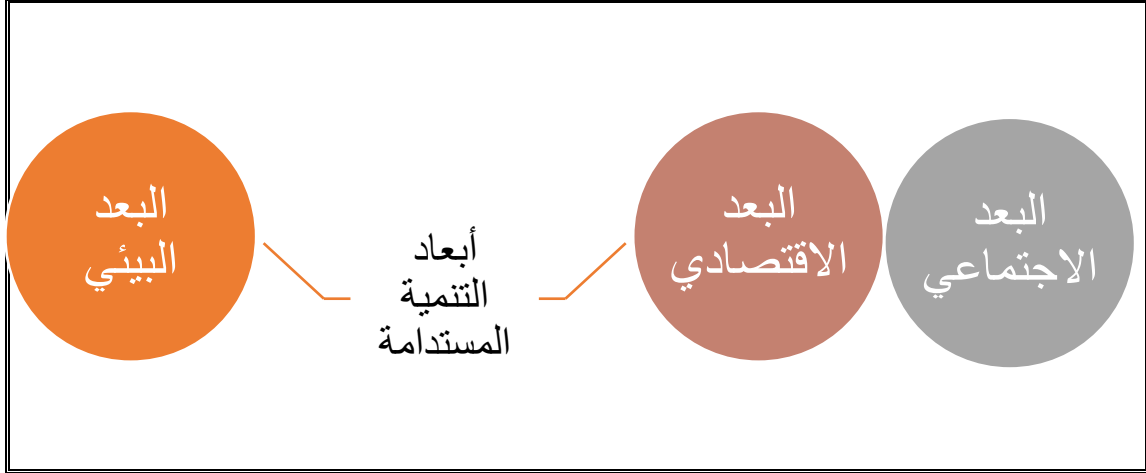 البعد
الاجتماعي
البعد
الاقتصادي
أبعاد
التنمية
المستدامة
البعد
البيئي